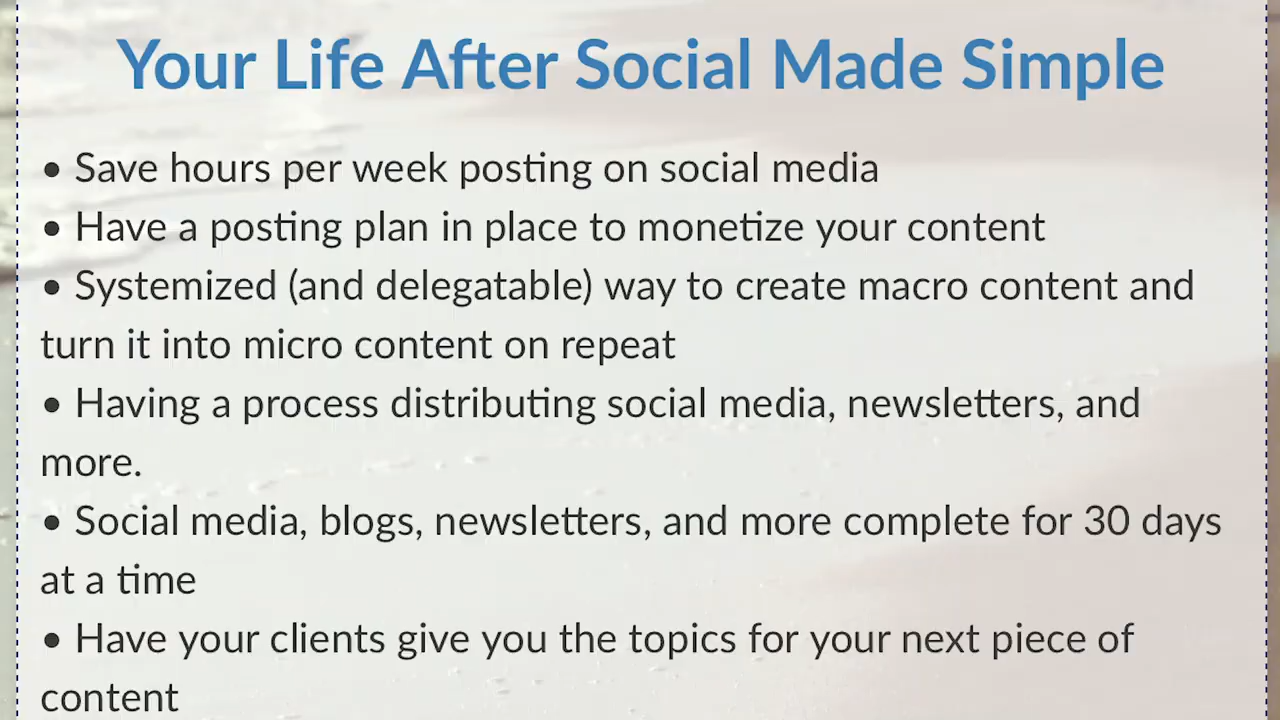 Your Life After Social Made Simple
• Save hours per week posting on social media
• Have a posting plan in place to monetize your content
• Systemized (and delegatable) way to create macro content and
turn it into micro content on repeat
• Having a process distributing social media, newsletters, and
more.
• Social media, blogs, newsletters, and more complete for 30 days
at a time
• Have your clients give you the topics for your next piece of
content